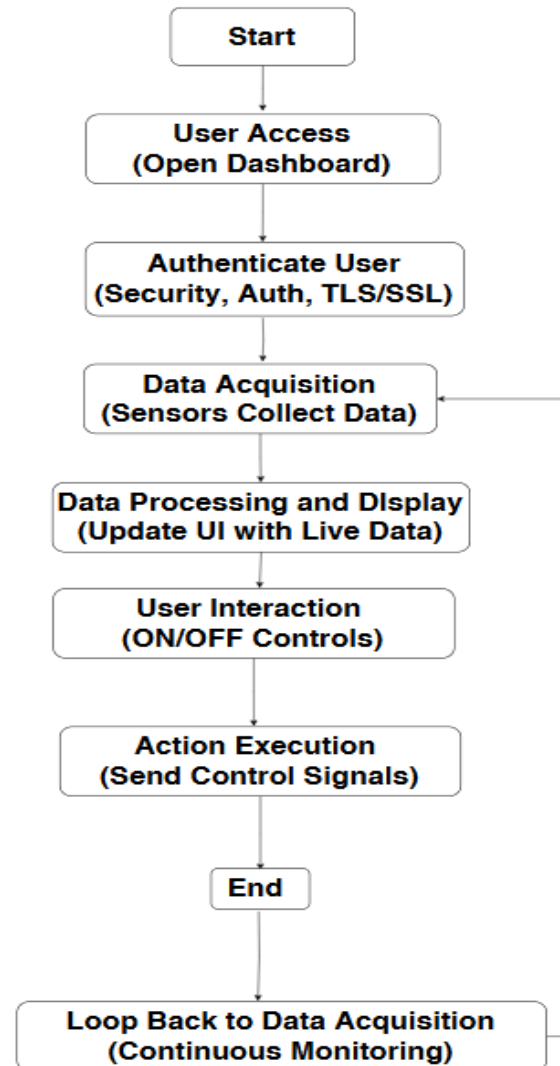 Start
User Access
(Open Dashboard)
Authenticate User
(Security, Auth, TLS/SSL)
Data Acquisition
(Sensors Collect Data)
Data Processing and DIsplay
(Update UI with Live Data)
User Interaction
(ON/OFF Controls)
Action Execution
(Send Control Signals)
End
Loop Back to Data Acquisition
(Continuous Monitoring)